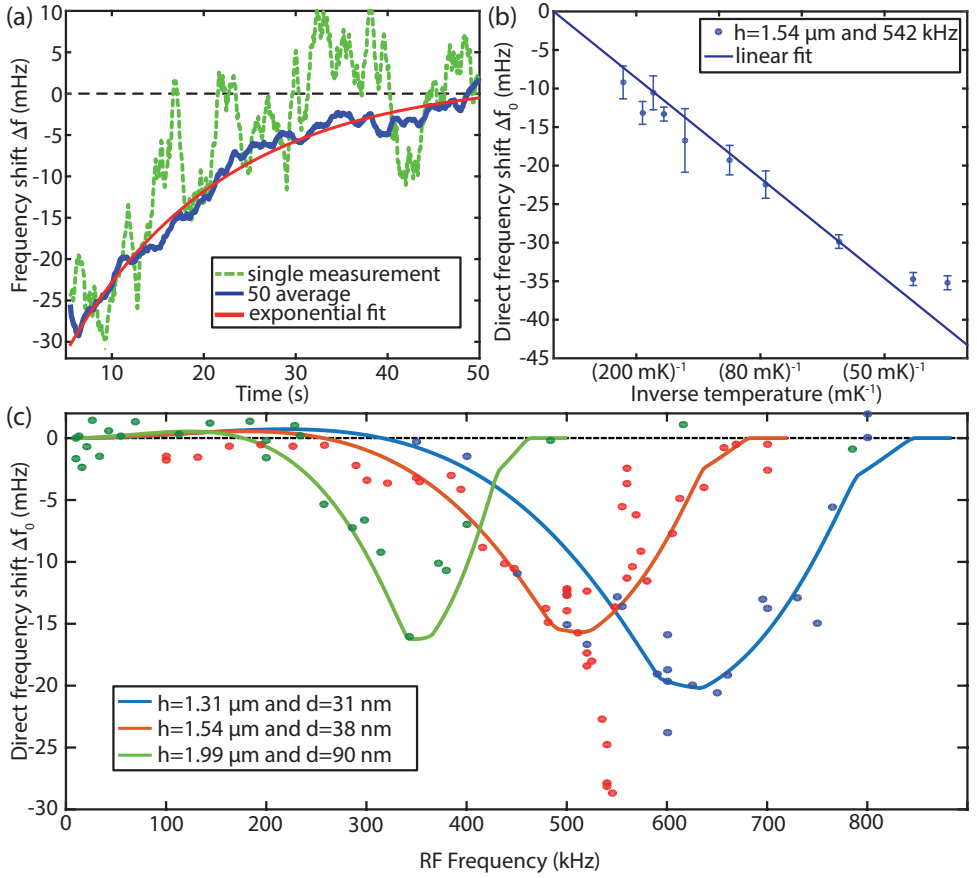 (a)
Frequency shift Δf (mHz)
10
5
0
-5
-10
-15
-20
-25
-30
10
20
30
40
50
Time (s)
single measurement
50 average
exponential fit
(b)
Direct frequency shift Δf₀ (mHz)
0
-5
-10
-15
-20
-25
-30
-35
-40
-45
(200 mK)⁻¹
(80 mK)⁻¹
(50 mK)⁻¹
Inverse temperature (mK⁻¹)
h=1.54 μm and 542 kHz
linear fit
(c)
Direct frequency shift Δf₀ (mHz)
0
-5
-10
-15
-20
-25
-30
0
100
200
300
400
500
600
700
800
RF Frequency (kHz)
h=1.31 μm and d=31 nm
h=1.54 μm and d=38 nm
h=1.99 μm and d=90 nm